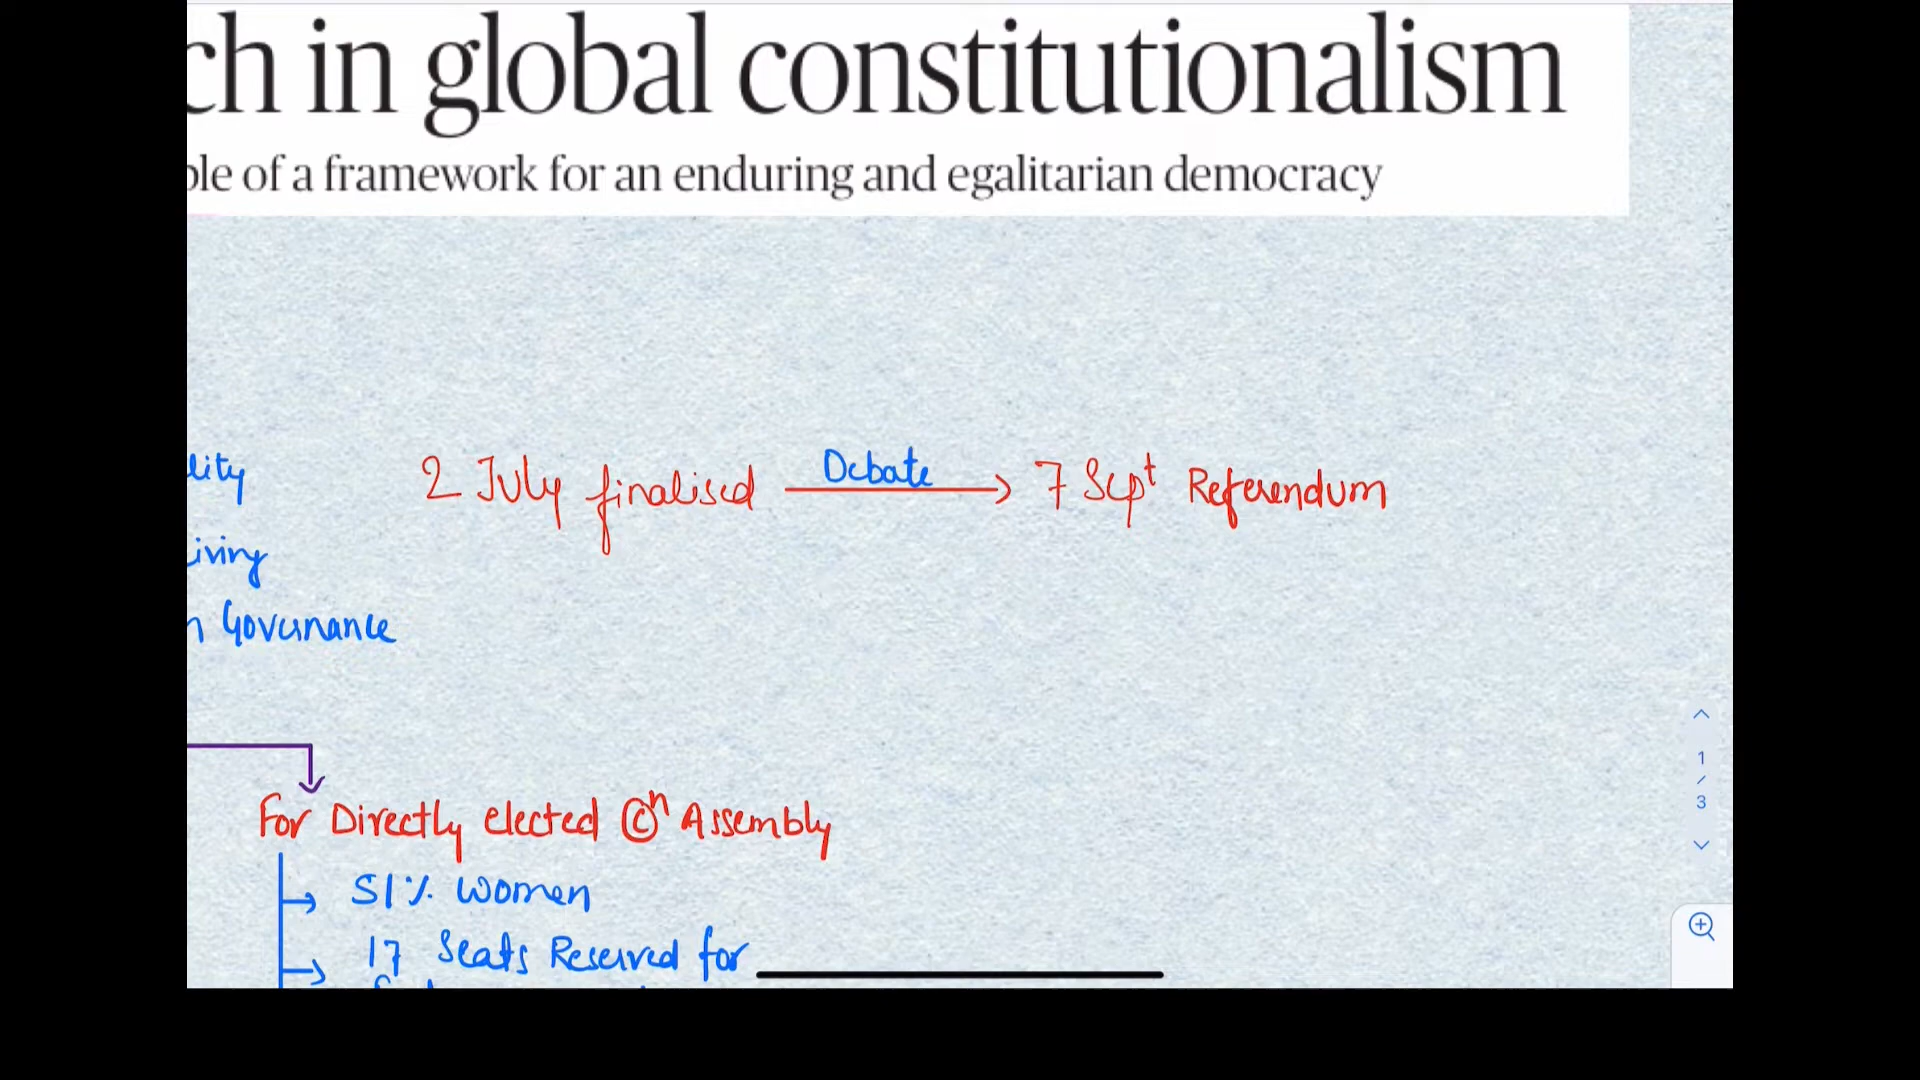 ch in global constitutionalism
ple of a framework for an enduring and egalitarian democracy
2 July finalised Debate 7 Sept Referendum
lity
iving
n Governance
For Directly elected ©n Assembly
51% Women
17 Seats Reserved for
1
/
3